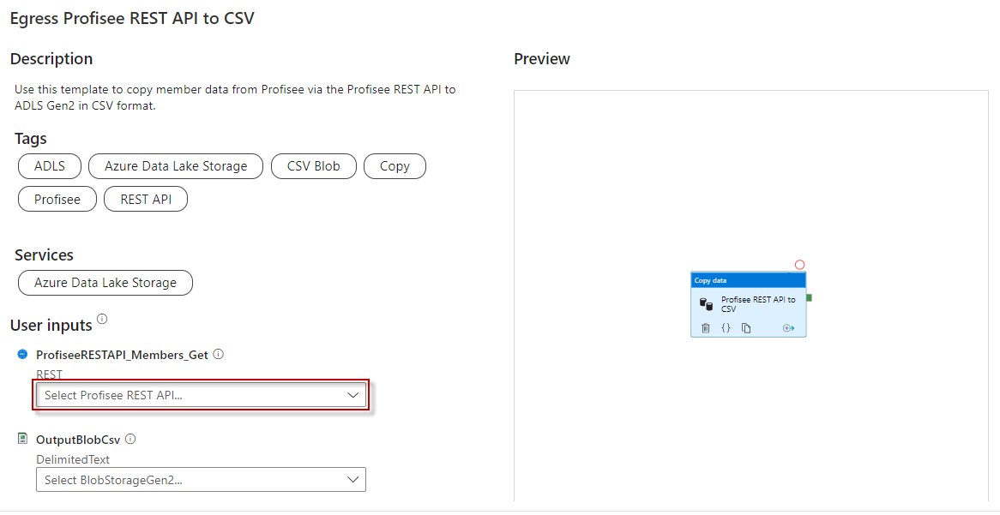 Egress Profisee REST API to CSV
Description
Use this template to copy member data from Profisee via the Profisee REST API to
ADLS Gen2 in CSV format.
Tags
ADLS
Azure Data Lake Storage
CSV Blob
Copy
Profisee
REST API
Services
Azure Data Lake Storage
User inputs
ProfiseeRESTAPI_Members_Get
REST
Select Profisee REST API...
OutputBlobCsv
DelimitedText
Select BlobStorageGen2...
Preview
Copy data
Profisee REST API to
CSV